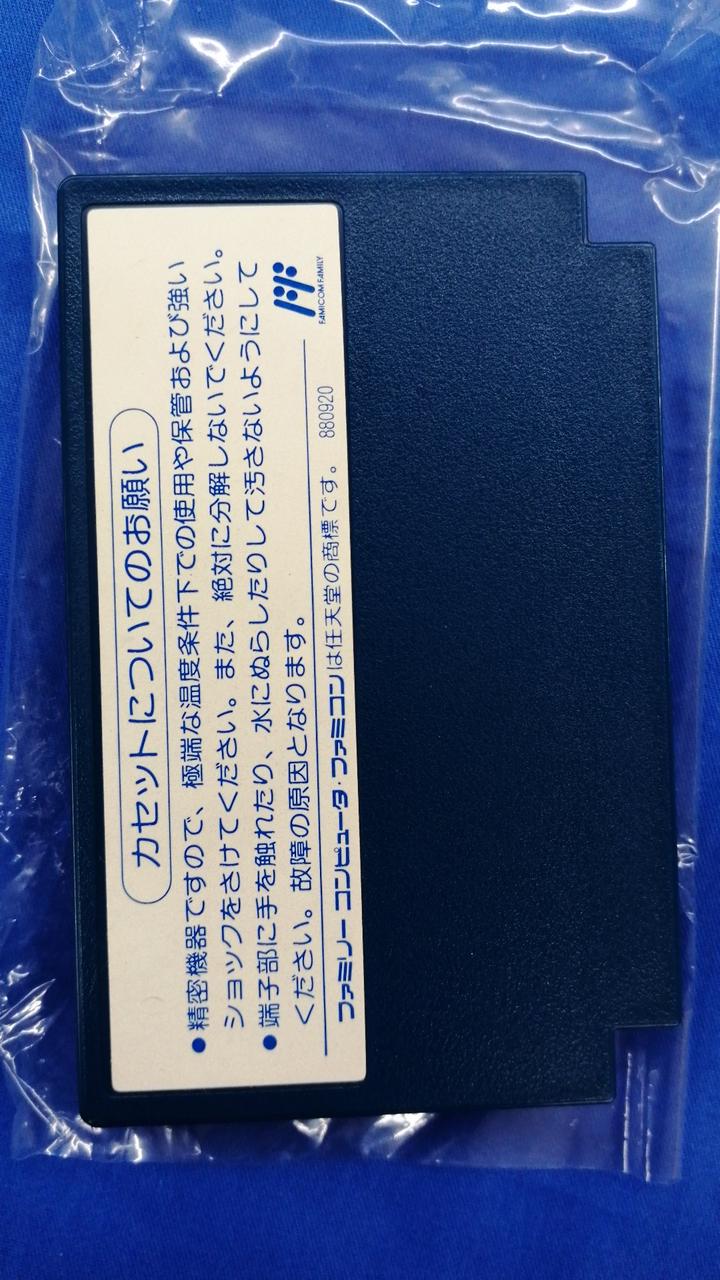 カセットについてのお願い
●精密機器ですので、極端な温度条件下での使用や保管および強い
ショックをさけてください。また、絶対に分解しないでください。
●端子部に手を触れたり、水にぬらしたりして汚さないようにして
ください。故障の原因となります。
FAMICOM FAMILY
ファミリー コンピュータ・ファミコンは任天堂の商標です。 880920